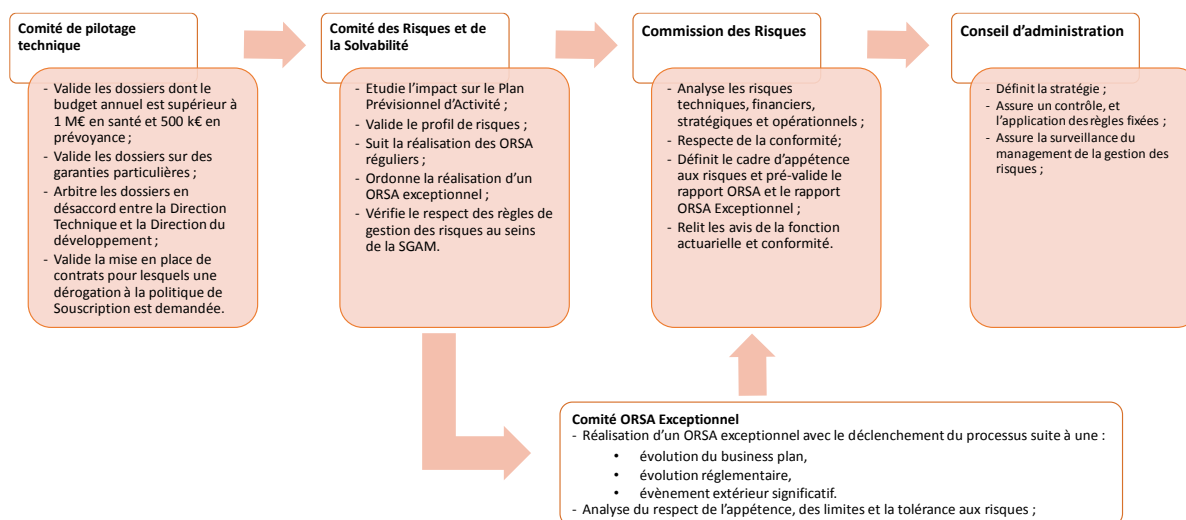 Comité de pilotage
technique
- Valide les dossiers dont le
budget annuel est supérieur à
1 M€ en santé et 500 k€ en
prévoyance ;
- Valide les dossiers sur des
garanties particulières ;
- Arbitre les dossiers en
désaccord entre la Direction
Technique et la Direction du
développement ;
- Valide la mise en place de
contrats pour lesquels une
dérogation à la politique de
Souscription est demandée.
Comité des Risques et de
la Solvabilité
- Etudie l'impact sur le Plan
Prévisionnel d'Activité ;
- Valide le profil de risques ;
- Suit la réalisation des ORSA
réguliers ;
- Ordonne la réalisation d'un
ORSA exceptionnel ;
- Vérifie le respect des règles de
gestion des risques au seins
de la SGAM.
Commission des Risques
- Analyse les risques
techniques, financiers,
stratégiques et opérationnels ;
- Respecte de la conformité;
- Définit le cadre d'appétence
aux risques et pré-valide le
rapport ORSA et le rapport
ORSA Exceptionnel ;
- Relit les avis de la fonction
actuarielle et conformité.
Conseil d'administration
- Définit la stratégie ;
- Assure un contrôle, et
l'application des règles fixées ;
- Assure la surveillance du
management de la gestion des
risques ;
Comité ORSA Exceptionnel
- Réalisation d'un ORSA exceptionnel avec le déclenchement du processus suite à une :
• évolution du business plan,
• évolution réglementaire,
• évènement extérieur significatif.
- Analyse du respect de l'appétence, des limites et la tolérance aux risques ;